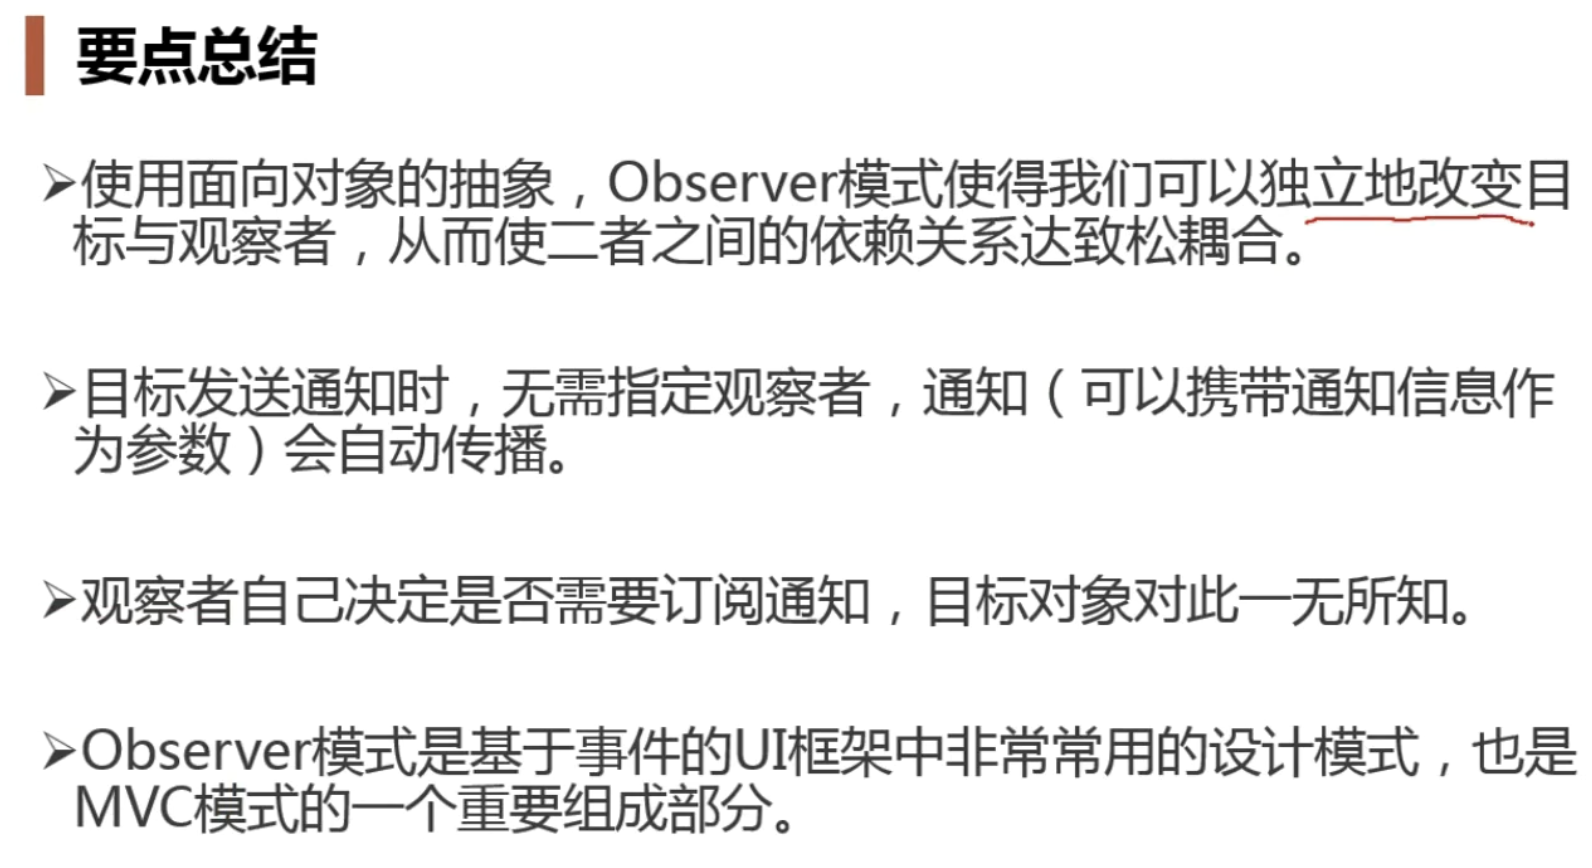 要点总结
➢使用面向对象的抽象，Observer模式使得我们可以独立地改变目
标与观察者，从而使二者之间的依赖关系达致松耦合。
➢目标发送通知时，无需指定观察者，通知（可以携带通知信息作
为参数）会自动传播。
➢观察者自己决定是否需要订阅通知，目标对象对此一无所知。
➢Observer模式是基于事件的UI框架中非常常用的设计模式，也是
MVC模式的一个重要组成部分。